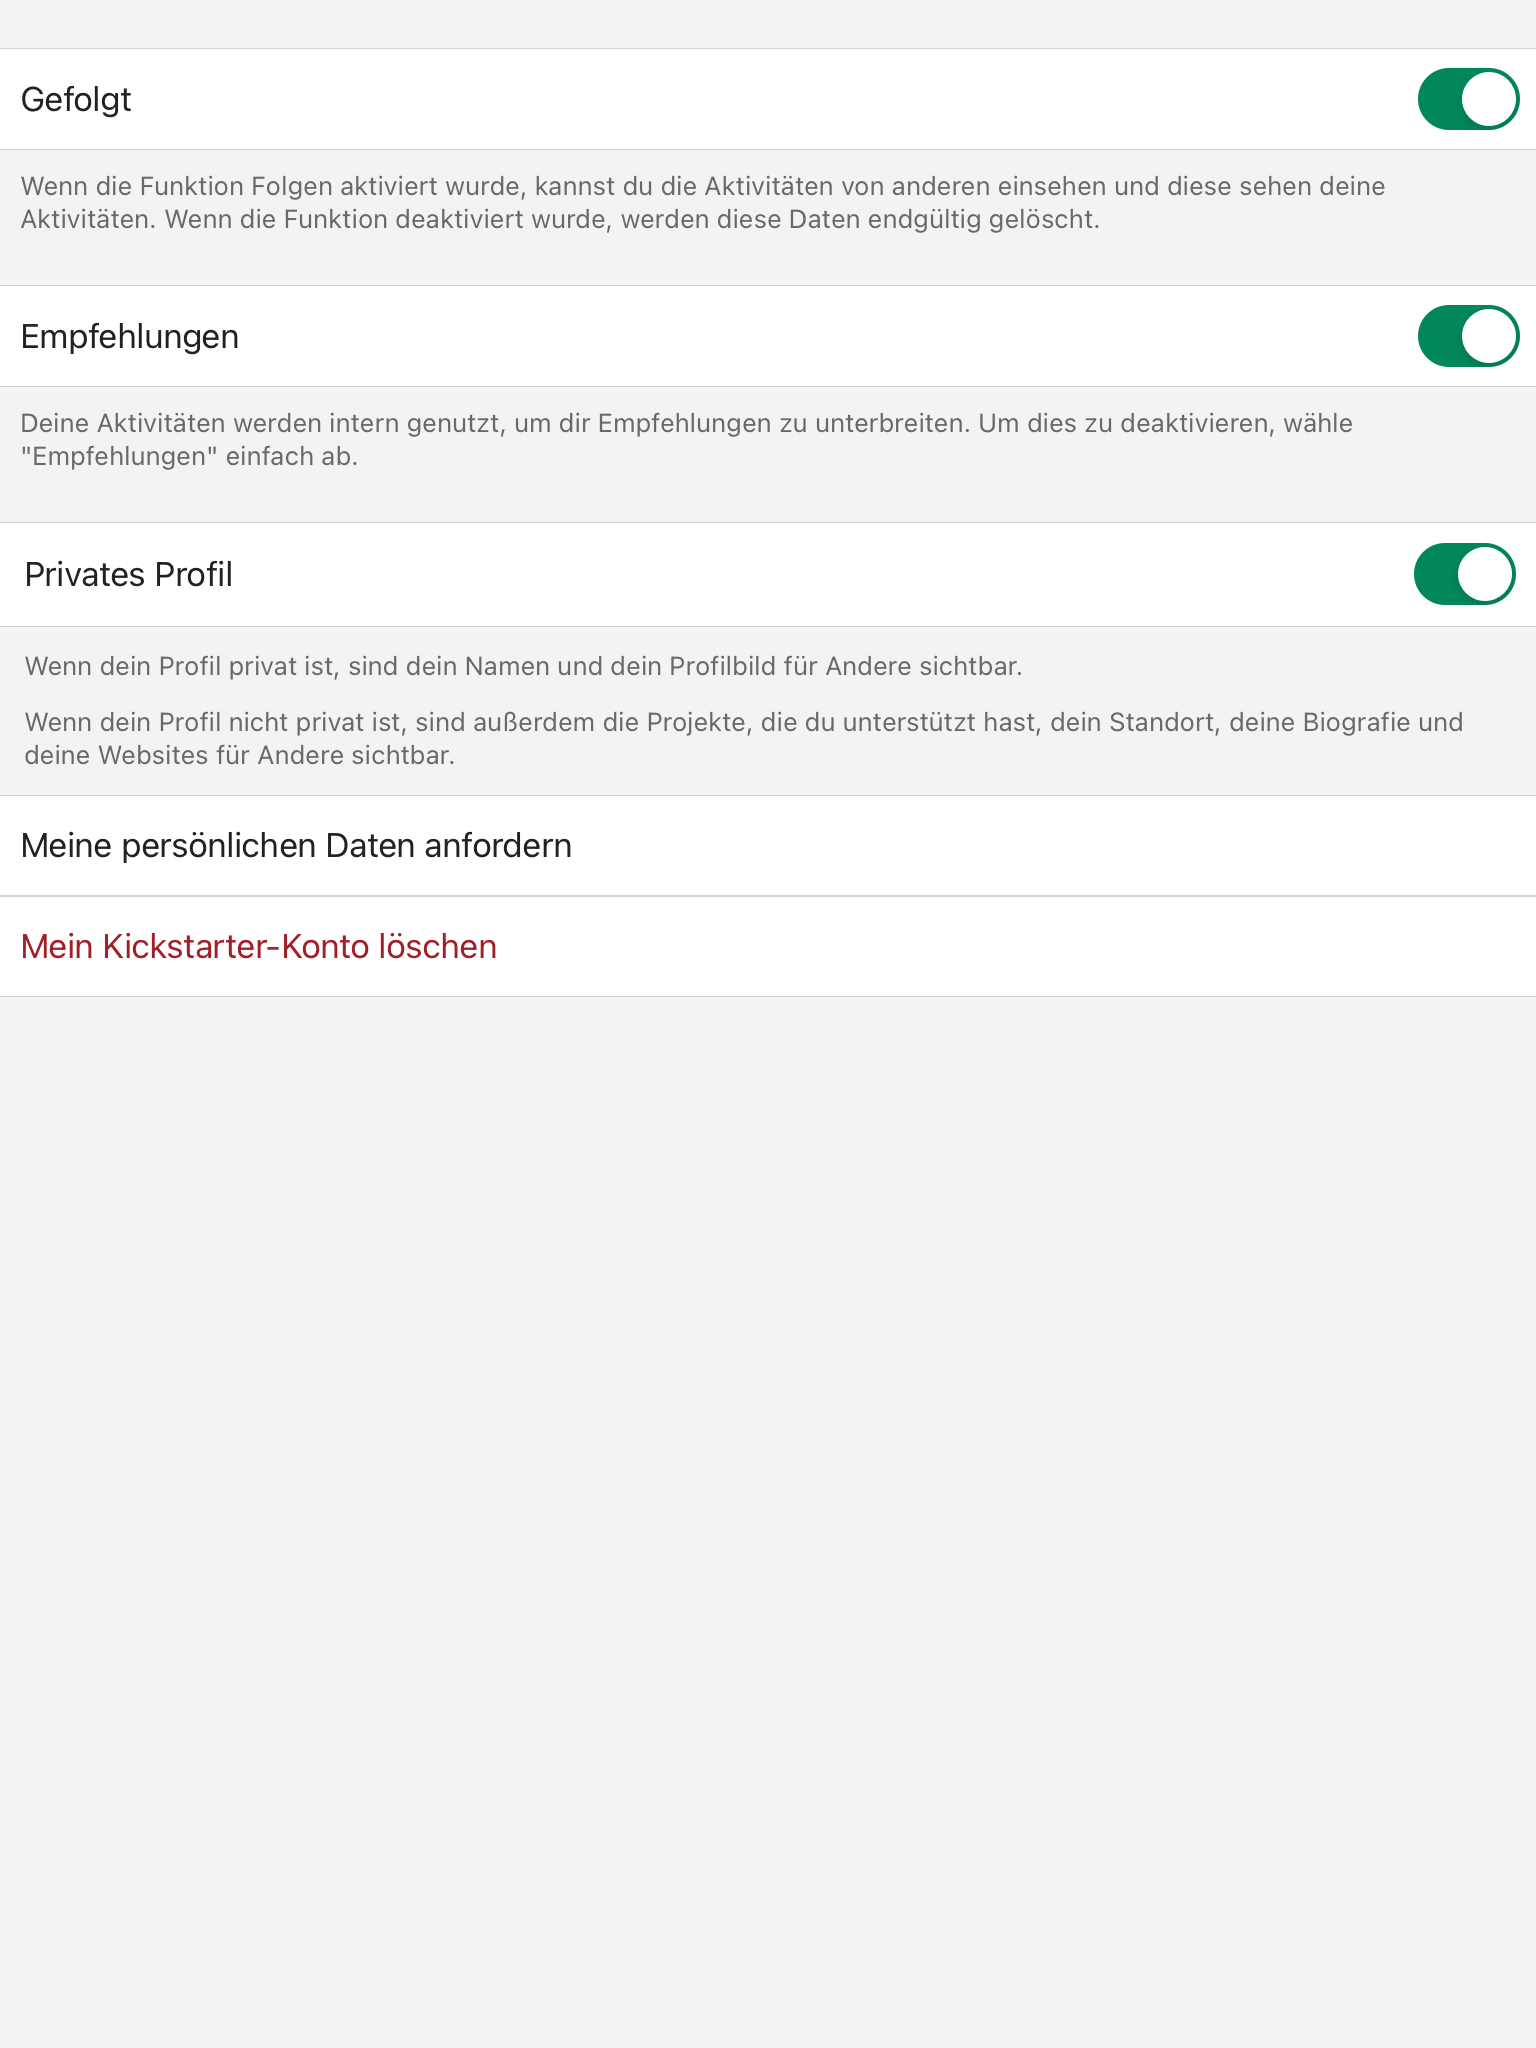 Gefolgt
Wenn die Funktion Folgen aktiviert wurde, kannst du die Aktivitäten von anderen einsehen und diese sehen deine
Aktivitäten. Wenn die Funktion deaktiviert wurde, werden diese Daten endgültig gelöscht.
Empfehlungen
Deine Aktivitäten werden intern genutzt, um dir Empfehlungen zu unterbreiten. Um dies zu deaktivieren, wähle
"Empfehlungen" einfach ab.
Privates Profil
Wenn dein Profil privat ist, sind dein Namen und dein Profilbild für Andere sichtbar.
Wenn dein Profil nicht privat ist, sind außerdem die Projekte, die du unterstützt hast, dein Standort, deine Biografie und
deine Websites für Andere sichtbar.
Meine persönlichen Daten anfordern
Mein Kickstarter-Konto löschen